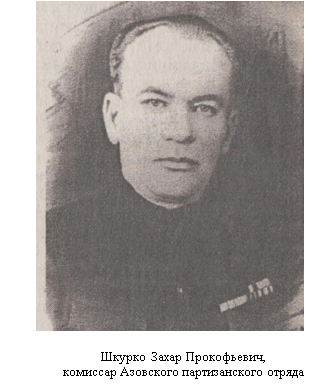 Шкурко Захар Прокофьевич,
комиссар Азовского партизанского отряда